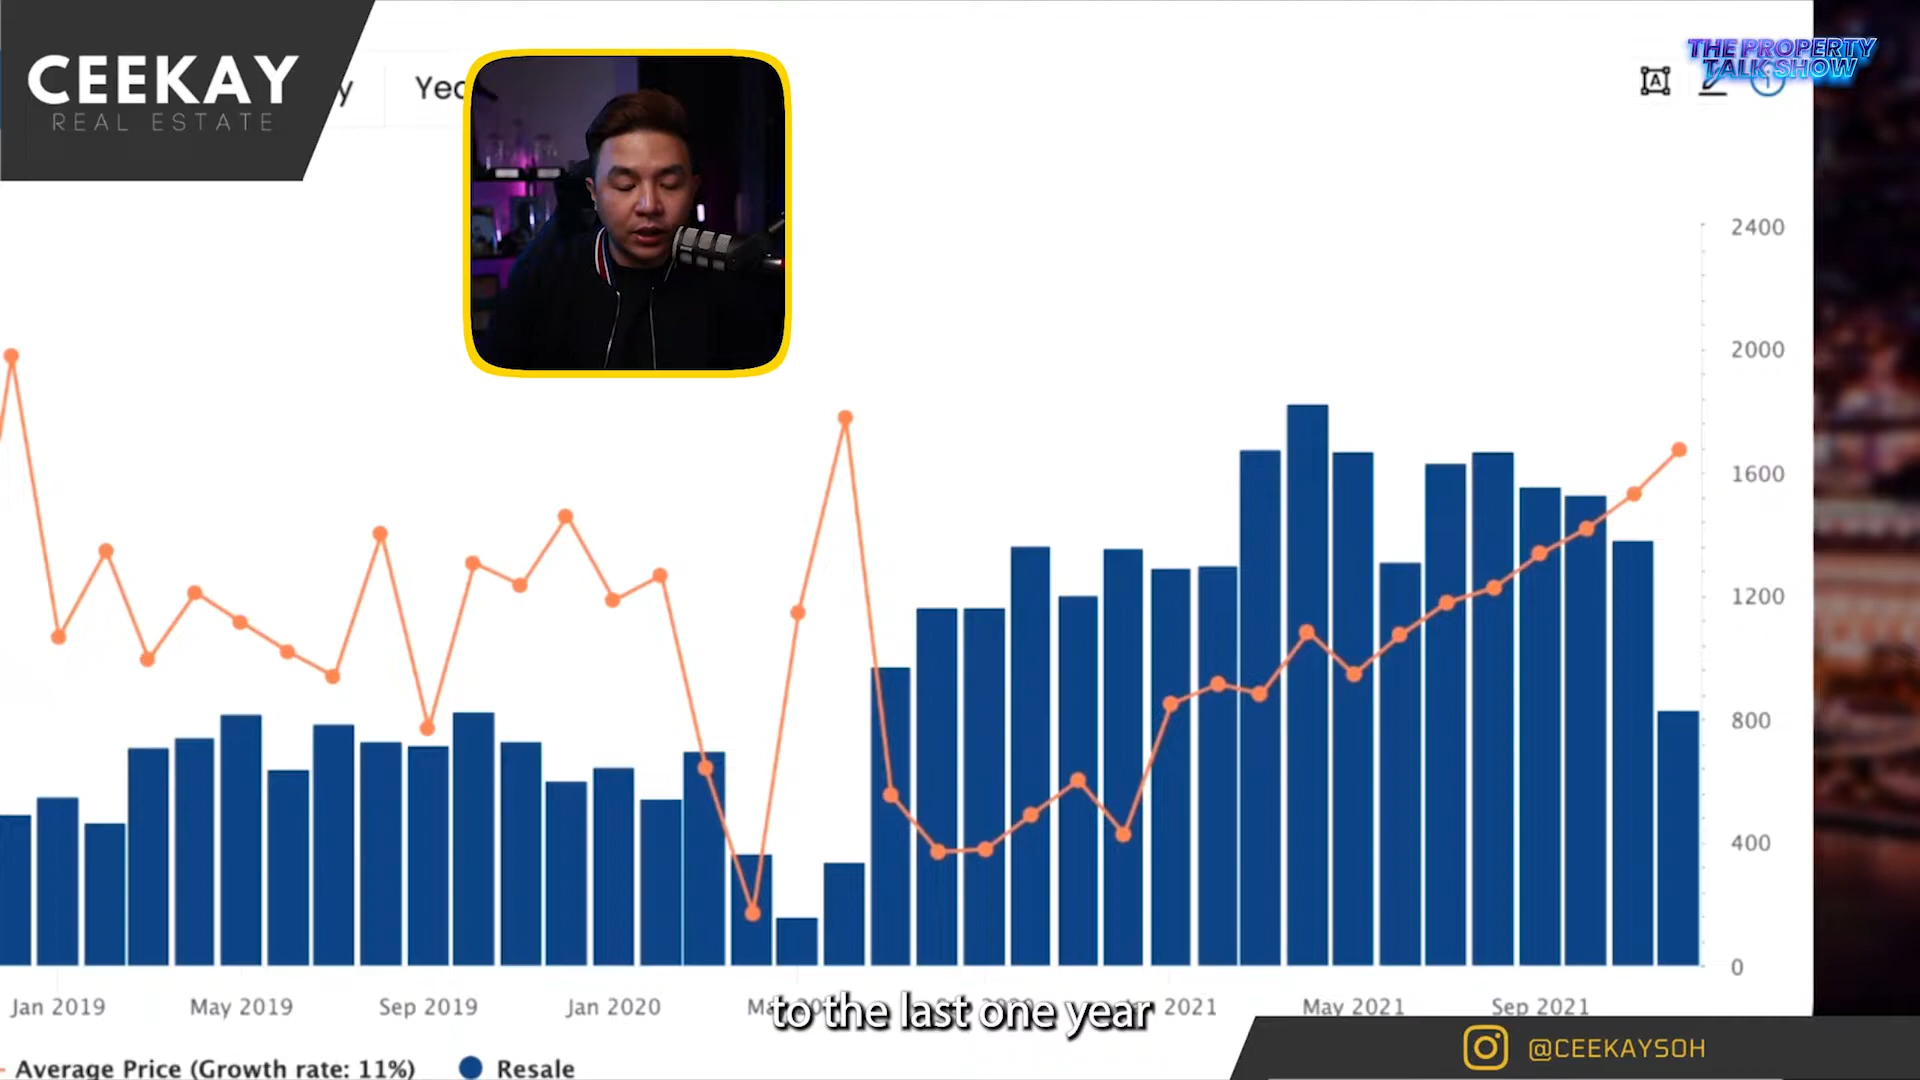 CEEKAY
REAL ESTATE
y
Yea
THE PROPERTY
TALK SHOW
A
2400
2000
1600
1200
800
400
0
Jan 2019
May 2019
Sep 2019
Jan 2020
2021
May 2021
Sep 2021
to the last one year
Average Price (Growth rate: 11%)
Resale
@CEEKAYSOH